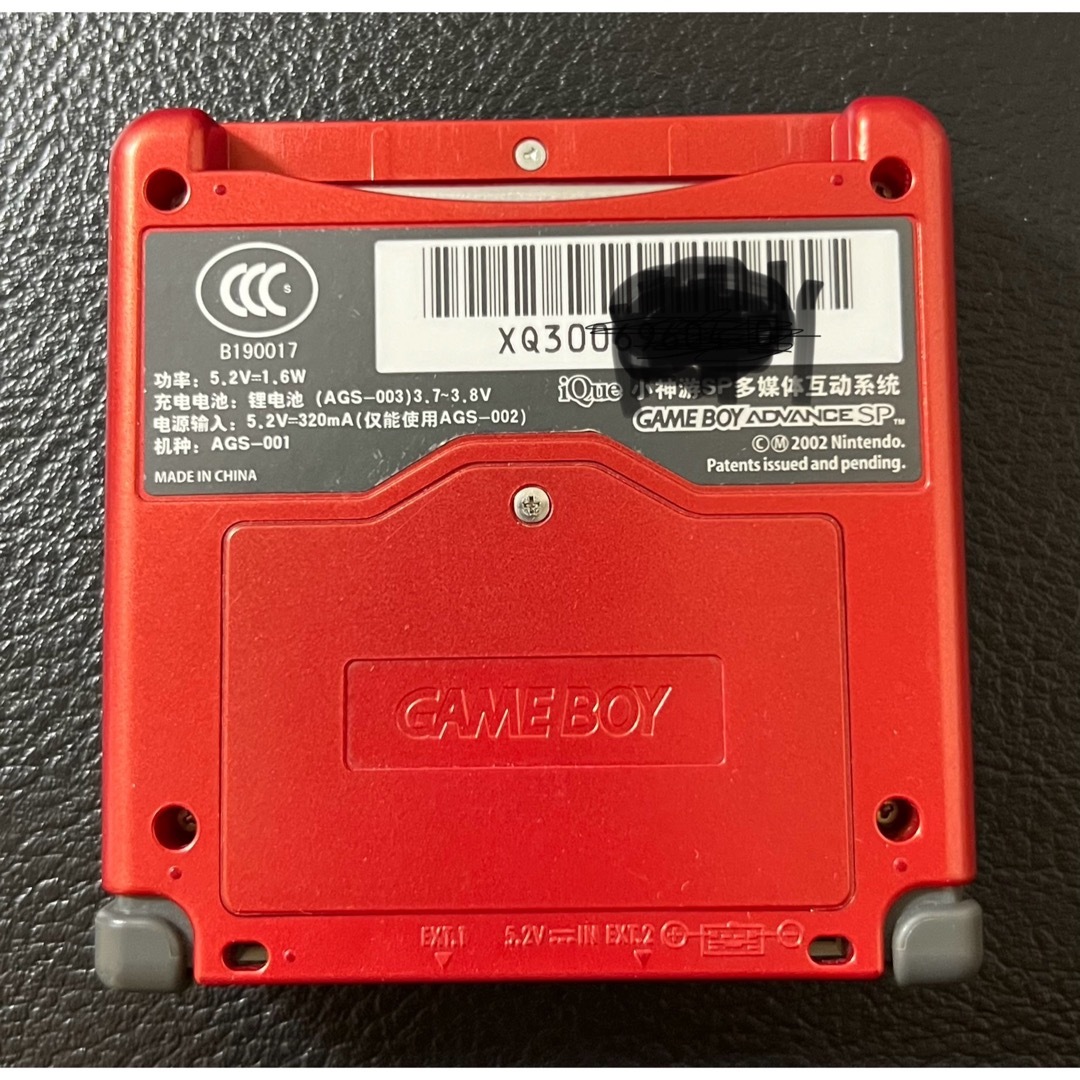 CCC S
B190017
XQ300
功率：5.2V⎓1.6W
充电电池：锂电池 (AGS-003)3.7~3.8V
电源输入：5.2V⎓320mA(仅能使用AGS-002)
机种：AGS-001
MADE IN CHINA
iQue 小神游SP多媒体互动系统
GAME BOY ADVANCE SP™
©Ⓜ 2002 Nintendo.
Patents issued and pending.
GAME BOY
EXT.1 5.2V⎓IN EXT.2